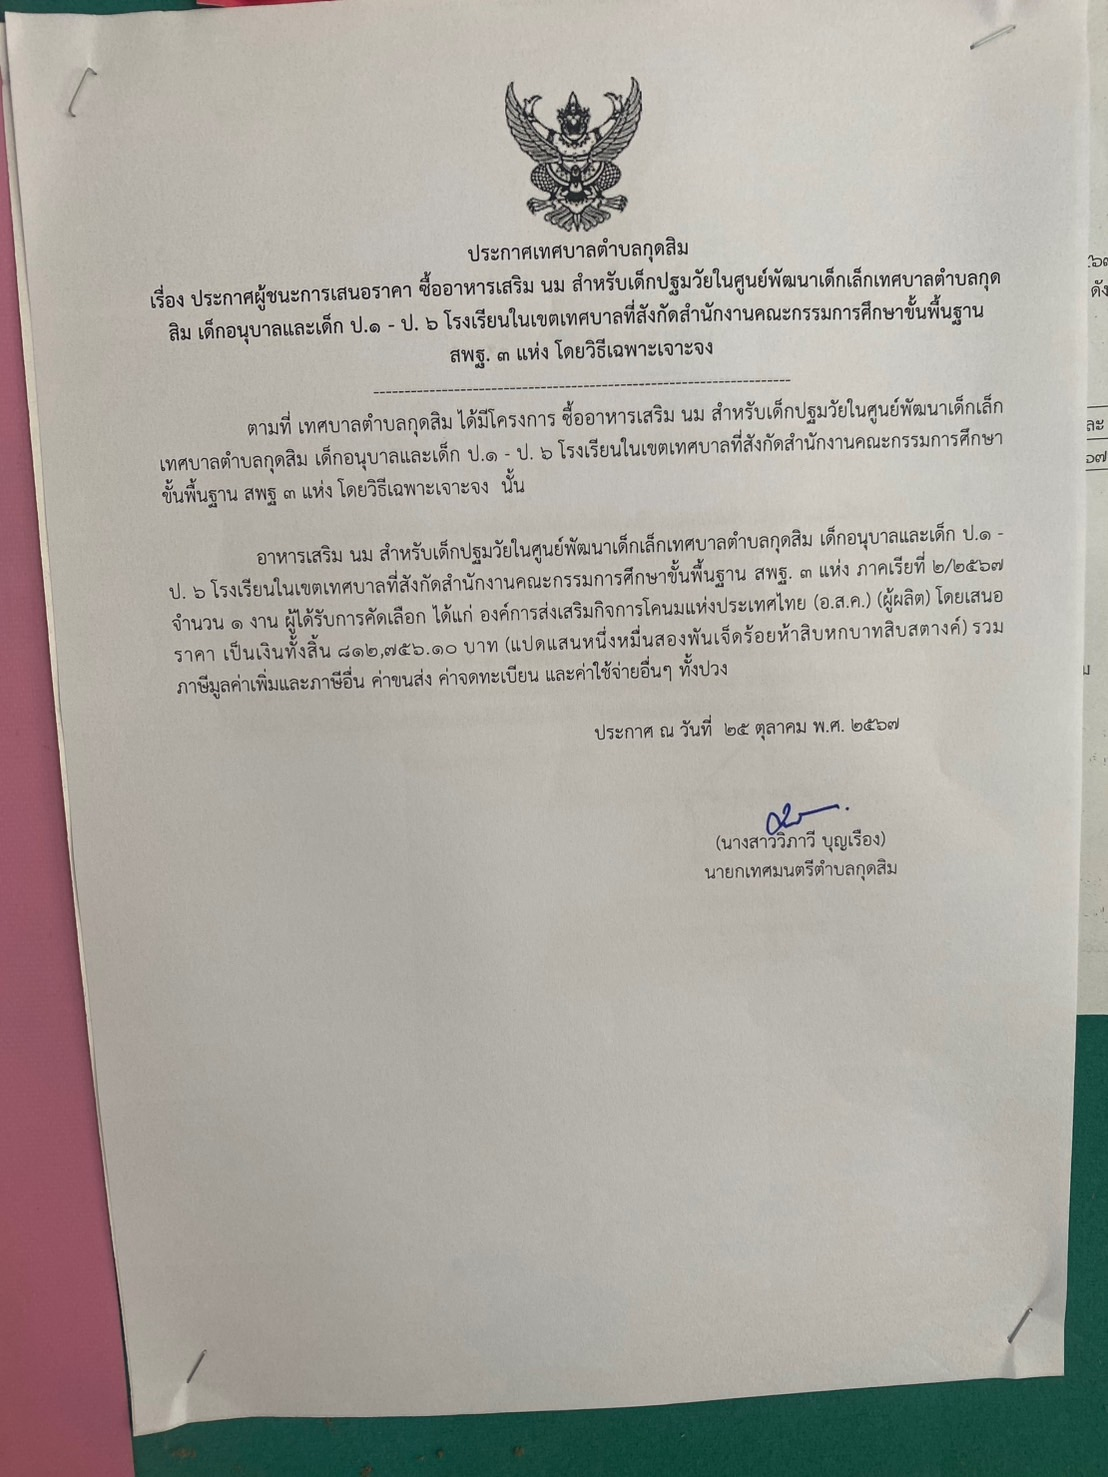 ประกาศเทศบาลตำบลกุดสิม
เรื่อง ประกาศผู้ชนะการเสนอราคา ซื้ออาหารเสริม นม สำหรับเด็กปฐมวัยในศูนย์พัฒนาเด็กเล็กเทศบาลตำบลกุด
สิม เด็กอนุบาลและเด็ก ป.๑ - ป. ๖ โรงเรียนในเขตเทศบาลที่สังกัดสำนักงานคณะกรรมการศึกษาขั้นพื้นฐาน
สพฐ. ๓ แห่ง โดยวิธีเฉพาะเจาะจง
--------------------------------------------------------------------
ตามที่ เทศบาลตำบลกุดสิม ได้มีโครงการ ซื้ออาหารเสริม นม สำหรับเด็กปฐมวัยในศูนย์พัฒนาเด็กเล็ก
เทศบาลตำบลกุดสิม เด็กอนุบาลและเด็ก ป.๑ - ป. ๖ โรงเรียนในเขตเทศบาลที่สังกัดสำนักงานคณะกรรมการศึกษา
ขั้นพื้นฐาน สพฐ ๓ แห่ง โดยวิธีเฉพาะเจาะจง นั้น
อาหารเสริม นม สำหรับเด็กปฐมวัยในศูนย์พัฒนาเด็กเล็กเทศบาลตำบลกุดสิม เด็กอนุบาลและเด็ก ป.๑ -
ป. ๖ โรงเรียนในเขตเทศบาลที่สังกัดสำนักงานคณะกรรมการศึกษาขั้นพื้นฐาน สพฐ. ๓ แห่ง ภาคเรียที่ ๒/๒๕๖๗
จำนวน ๑ งาน ผู้ได้รับการคัดเลือก ได้แก่ องค์การส่งเสริมกิจการโคนมแห่งประเทศไทย (อ.ส.ค.) (ผู้ผลิต) โดยเสนอ
ราคา เป็นเงินทั้งสิ้น ๘๑๒,๗๕๖.๑๐ บาท (แปดแสนหนึ่งหมื่นสองพันเจ็ดร้อยห้าสิบหกบาทสิบสตางค์) รวม
ภาษีมูลค่าเพิ่มและภาษีอื่น ค่าขนส่ง ค่าจดทะเบียน และค่าใช้จ่ายอื่นๆ ทั้งปวง
ประกาศ ณ วันที่ ๒๕ ตุลาคม พ.ศ. ๒๕๖๗
(นางสาววิภาวี บุญเรือง)
นายกเทศมนตรีตำบลกุดสิม